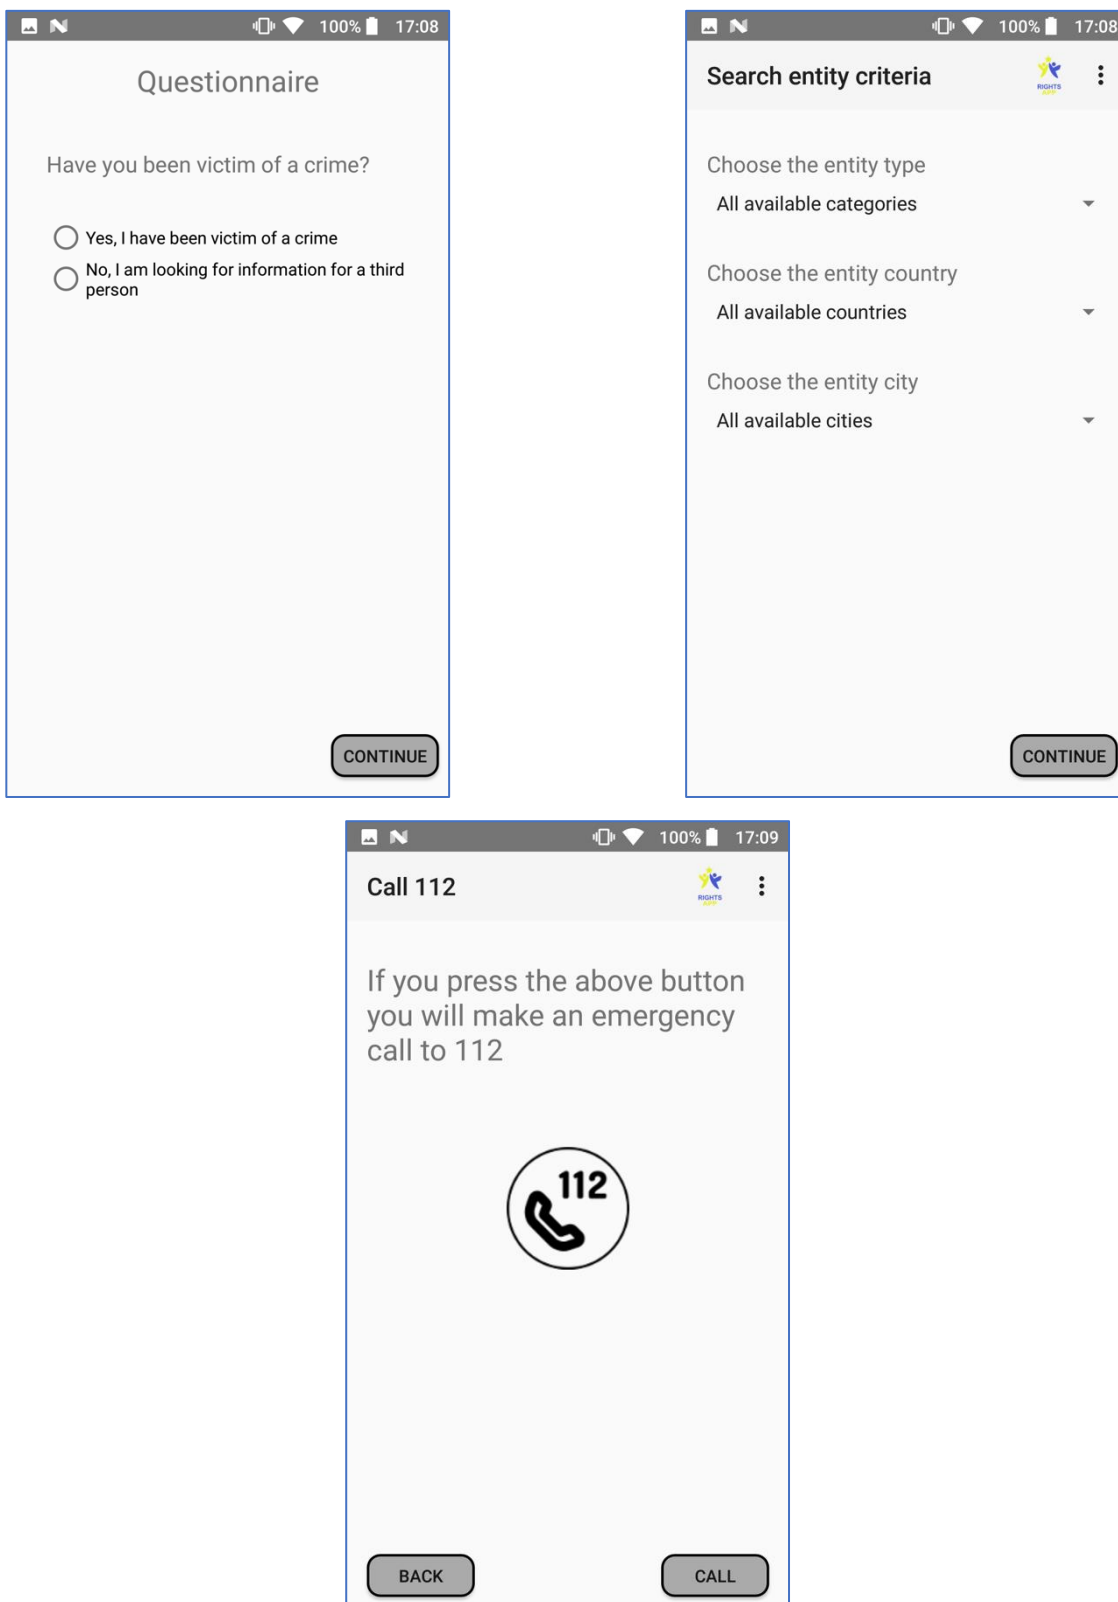 100% 17:08
Questionnaire
Have you been victim of a crime?
Yes, I have been victim of a crime
No, I am looking for information for a third
person
CONTINUE
100% 17:08
Search entity criteria
RIGHTS
APP
Choose the entity type
All available categories
Choose the entity country
All available countries
Choose the entity city
All available cities
CONTINUE
100% 17:09
Call 112
RIGHTS
APP
If you press the above button
you will make an emergency
call to 112
112
BACK
CALL